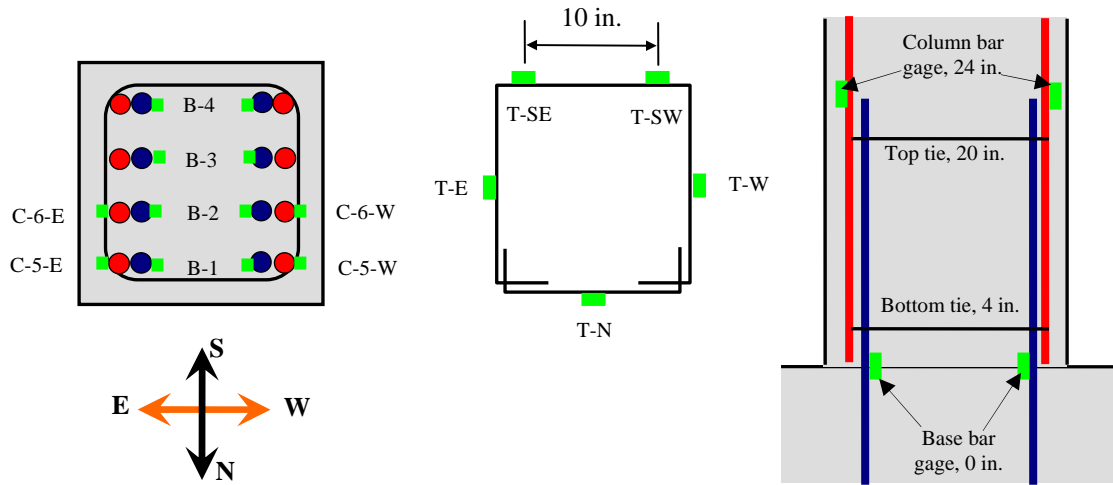 B-4
B-3
C-6-E
B-2
C-6-W
C-5-E
B-1
C-5-W
S
E
W
N
10 in.
T-SE
T-SW
T-E
T-W
T-N
Column bar
gage, 24 in.
Top tie, 20 in.
Bottom tie, 4 in.
Base bar
gage, 0 in.